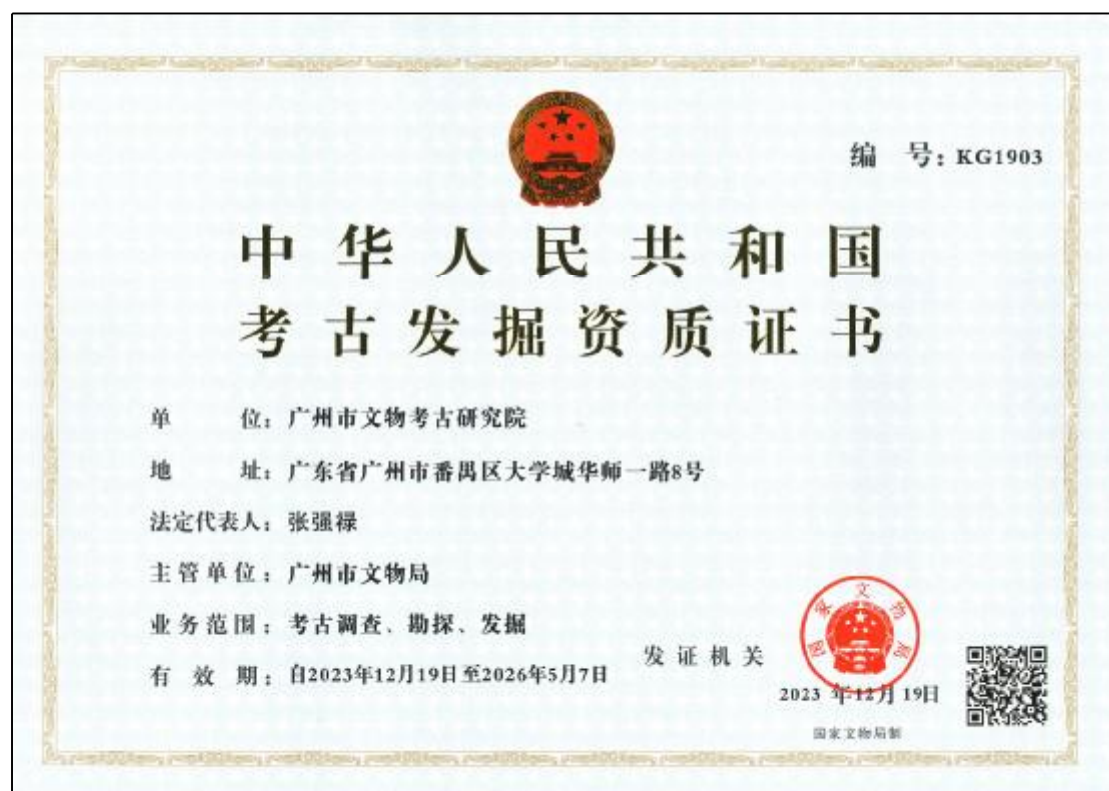 编 号：KG1903
中华人民共和国
考古发掘资质证书
单 位：广州市文物考古研究院
地 址：广东省广州市番禺区大学城华师一路8号
法定代表人：张强禄
主管单位：广州市文物局
业务范围：考古调查、勘探、发掘
有 效 期：自2023年12月19日至2026年5月7日
发证机关
国家文物局
2023 年12月 19日
国家文物局制